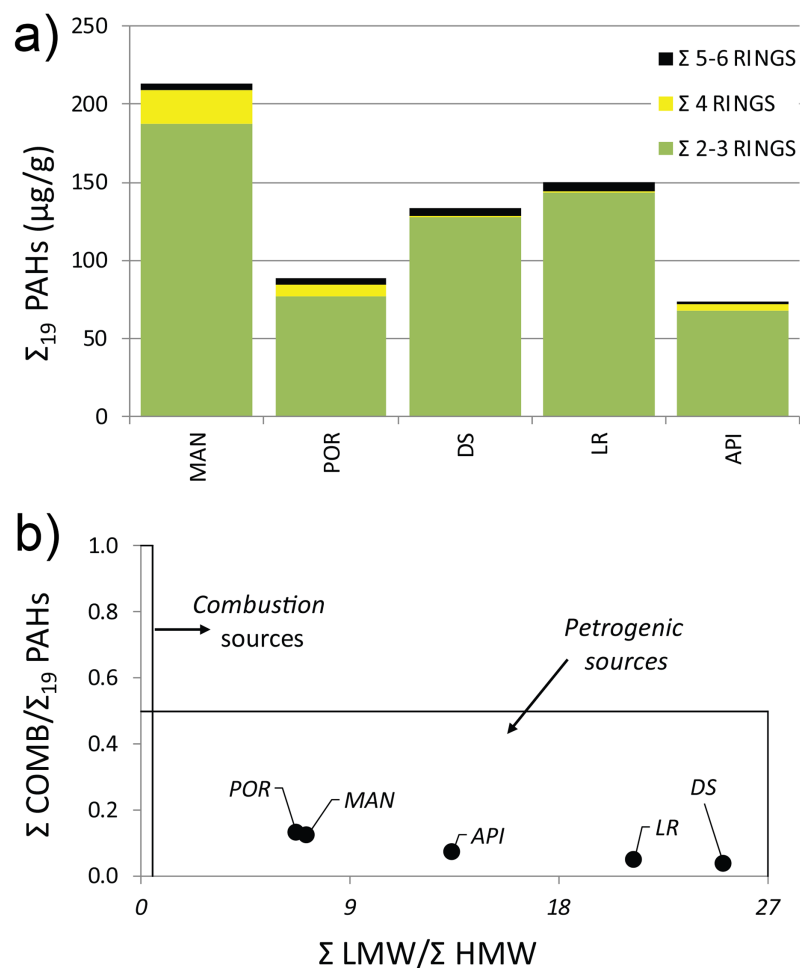 a)
Σ19 PAHs (µg/g)
250
200
150
100
50
0
Σ 5-6 RINGS
Σ 4 RINGS
Σ 2-3 RINGS
MAN
POR
DS
LR
API
b)
Σ COMB/Σ19 PAHs
1.0
0.8
0.6
0.4
0.2
0.0
Combustion
sources
Petrogenic
sources
POR
MAN
API
LR
DS
0
9
18
27
Σ LMW/Σ HMW